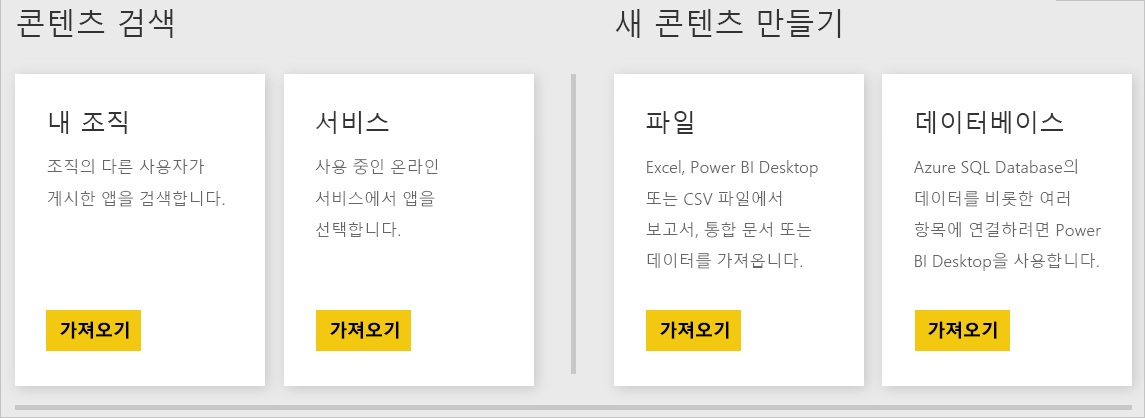 콘텐츠 검색
새 콘텐츠 만들기
내 조직
조직의 다른 사용자가
게시한 앱을 검색합니다.
가져오기
서비스
사용 중인 온라인
서비스에서 앱을
선택합니다.
가져오기
파일
Excel, Power BI Desktop
또는 CSV 파일에서
보고서, 통합 문서 또는
데이터를 가져옵니다.
가져오기
데이터베이스
Azure SQL Database의
데이터를 비롯한 여러
항목에 연결하려면 Power
BI Desktop을 사용합니다.
가져오기